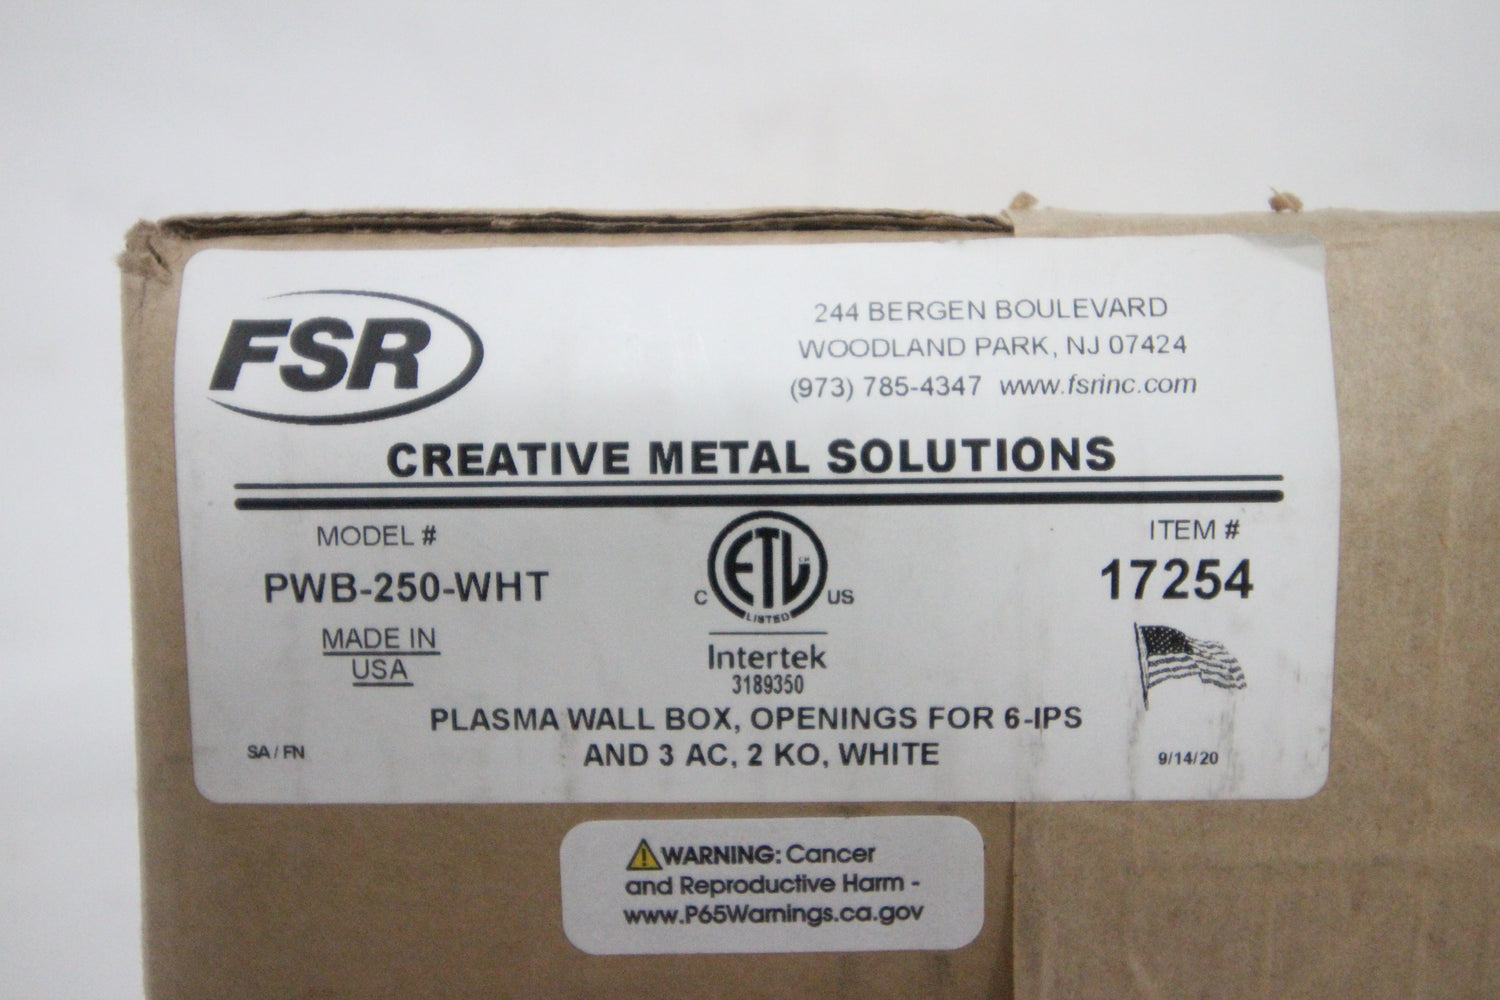 FSR
244 BERGEN BOULEVARD
WOODLAND PARK, NJ 07424
(973) 785-4347 www.fsrinc.com
CREATIVE METAL SOLUTIONS
MODEL #
PWB-250-WHT
MADE IN
USA
C ETL CM US
LISTED
Intertek
3189350
ITEM #
17254
PLASMA WALL BOX, OPENINGS FOR 6-IPS
AND 3 AC, 2 KO, WHITE
SA / FN
9/14/20
WARNING: Cancer
and Reproductive Harm -
www.P65Warnings.ca.gov